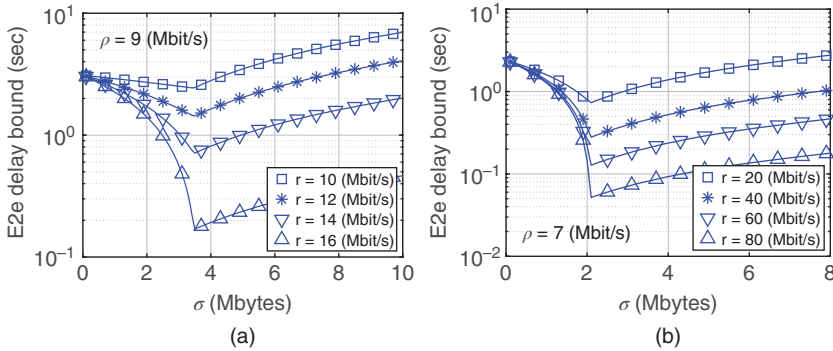 E2e delay bound (sec)
10^1
10^0
10^{-1}
ρ = 9 (Mbit/s)
r = 10 (Mbit/s)
r = 12 (Mbit/s)
r = 14 (Mbit/s)
r = 16 (Mbit/s)
0 2 4 6 8 10
σ (Mbytes)
(a)
E2e delay bound (sec)
10^1
10^0
10^{-1}
10^{-2}
r = 20 (Mbit/s)
r = 40 (Mbit/s)
r = 60 (Mbit/s)
r = 80 (Mbit/s)
ρ = 7 (Mbit/s)
0 2 4 6 8
σ (Mbytes)
(b)